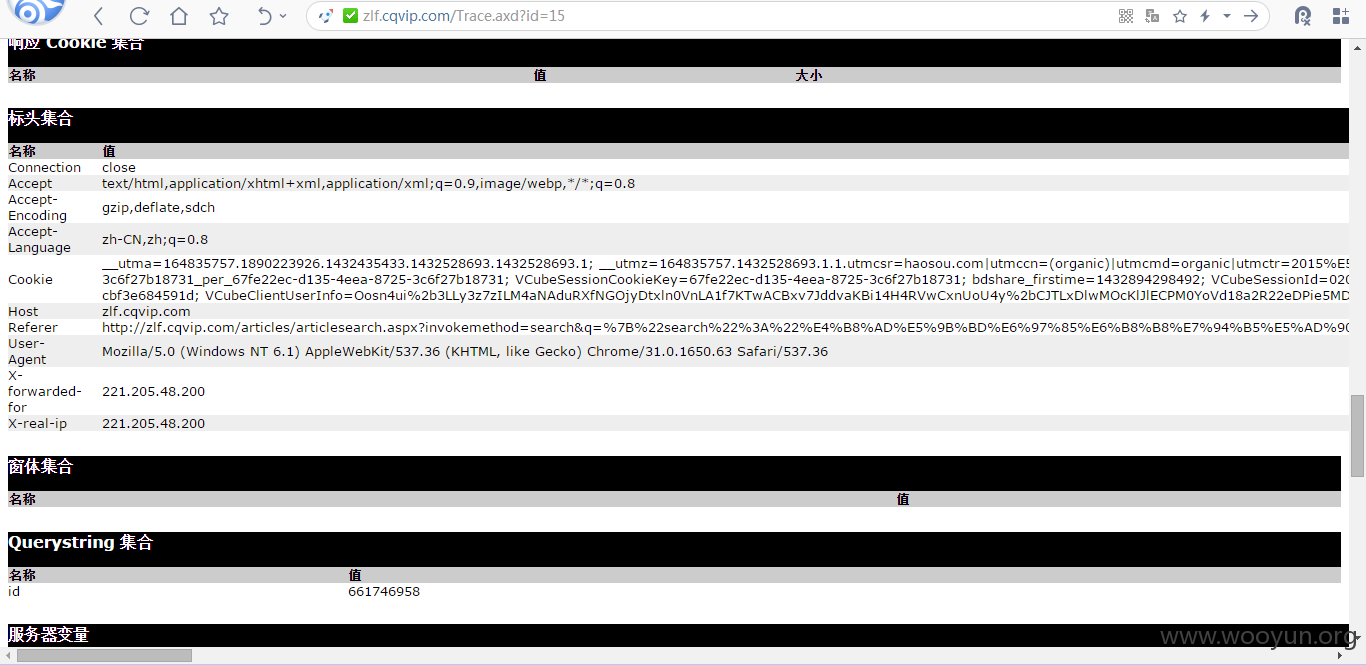 zlf.cqvip.com/Trace.axd?id=15
响应 Cookie 集合
名称 值 大小
标头集合
名称 值
Connection close
Accept text/html,application/xhtml+xml,application/xml;q=0.9,image/webp,*/*;q=0.8
Accept-
Encoding gzip,deflate,sdch
Accept-
Language zh-CN,zh;q=0.8
__utma=164835757.1890223926.1432435433.1432528693.1432528693.1; __utmz=164835757.1432528693.1.1.utmcsr=haosou.com|utmccn=(organic)|utmcmd=organic|utmctr=2015%E5
Cookie 3c6f27b18731_per_67fe22ec-d135-4eea-8725-3c6f27b18731; VCubeSessionCookieKey=67fe22ec-d135-4eea-8725-3c6f27b18731; bdshare_firstime=1432894298492; VCubeSessionId=020
cbf3e684591d; VCubeClientUserInfo=Oosn4ui%2b3LLy3z7zILM4aNAduRXfNGOjyDtxln0VnLA1f7KTwACBxv7JddvaKBi14H4RVwCxnUoU4y%2bCJTLxDlwMOcKlJlECPM0YoVd18a2R22eDPie5MD
Host zlf.cqvip.com
Referer http://zlf.cqvip.com/articles/articlesearch.aspx?invokemethod=search&q=%7B%22search%22%3A%22%E4%B8%AD%E5%9B%BD%E6%97%85%E6%B8%B8%E7%94%B5%E5%AD%90
User-
Agent Mozilla/5.0 (Windows NT 6.1) AppleWebKit/537.36 (KHTML, like Gecko) Chrome/31.0.1650.63 Safari/537.36
X-
forwarded- 221.205.48.200
for
X-real-ip 221.205.48.200
窗体集合
名称 值
Querystring 集合
名称 值
id 661746958
服务器变量
www.wooyun.org